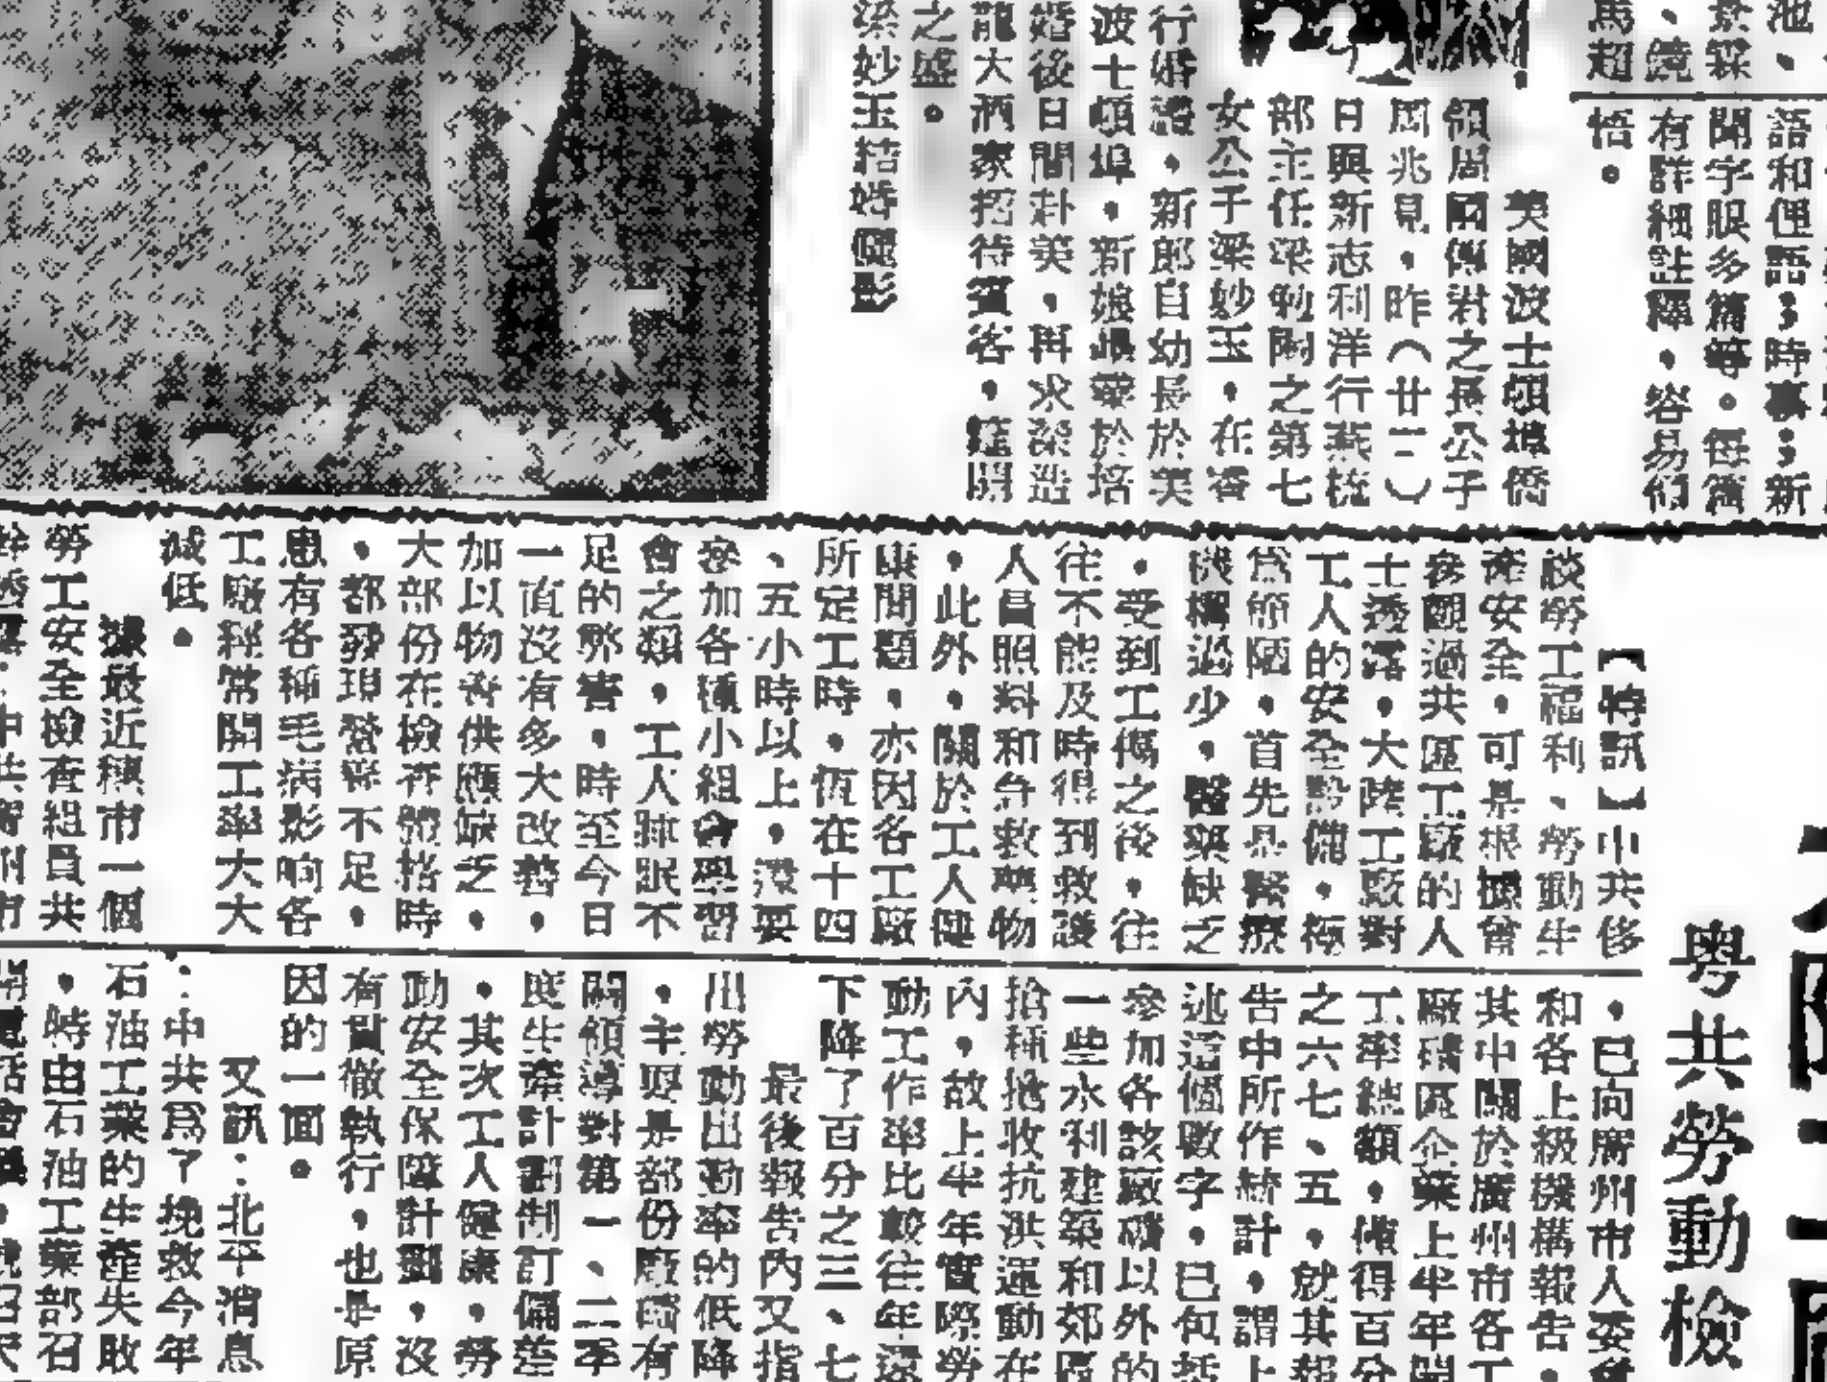 池、
語和俚語;時事;新
聞字眼多篇等。每篇
有詳細註釋,容易
馬超
悟。
美國波士頓埠僑
領周國傳君之長公子
周兆見,昨(廿一)
日與新志利洋行燕梳
部主任梁勉剛之第七
女公子梁妙玉,在香
行婚禮,新郎自幼長於美
波士頓埠,新娘畢業於培
婚後日間赴美,再求深造
龍大酒家招待賓客,筵開
之盛。
梁妙玉結婚儷影
粵共勞動檢
【特訊】中共侈
談勞工福利、勞動生
產安全,可是根據曾
參觀過共區工廠的人
士透露,大陸工廠對
工人的安全設備,極
為簡陋,首先是醫療
機構過少,醫藥缺乏
,受到工傷之後,往
往不能及時得到救護
人員照料和急救藥物
,此外,關於工人健
康問題,亦因各工廠
所定工時,恆在十四
、五小時以上,還要
參加各種小組會學習
會之類,工人睡眠不
足的弊害,時至今日
一直沒有多大改善,
加以物資供應缺乏,
大部份在檢查體格時
,都發現營養不足,
患有各種毛病影响各
工廠經常開工率大大
減低。
據最近穗市一個
勞工安全檢查組員共
,已向廣州市人委會
和各上級機構報告,
其中關於廣州市各工
廠礦區企業上半年開
工率總額,僅得百分
之六七、五,就其報
告中所作統計,謂上
述這個數字,已包括
參加各該廠礦以外的
一些水利建築和郊區
搶種搶收抗洪運動在
內,故上半年實際勞
動工作率比較往年還
下降了百分之三、七
最後報告內又指
出勞動出勤率的低降
,主要是部份廠礦有
關領導對第一、二季
度生產計劃制訂偏差
,其次工人健康,勞
動安全保障計劃,沒
有貫徹執行,也是原
因的一面。
又訊:北平消息
:中共為了挽救今年
石油工業的生產失敗
,特由石油工業部召